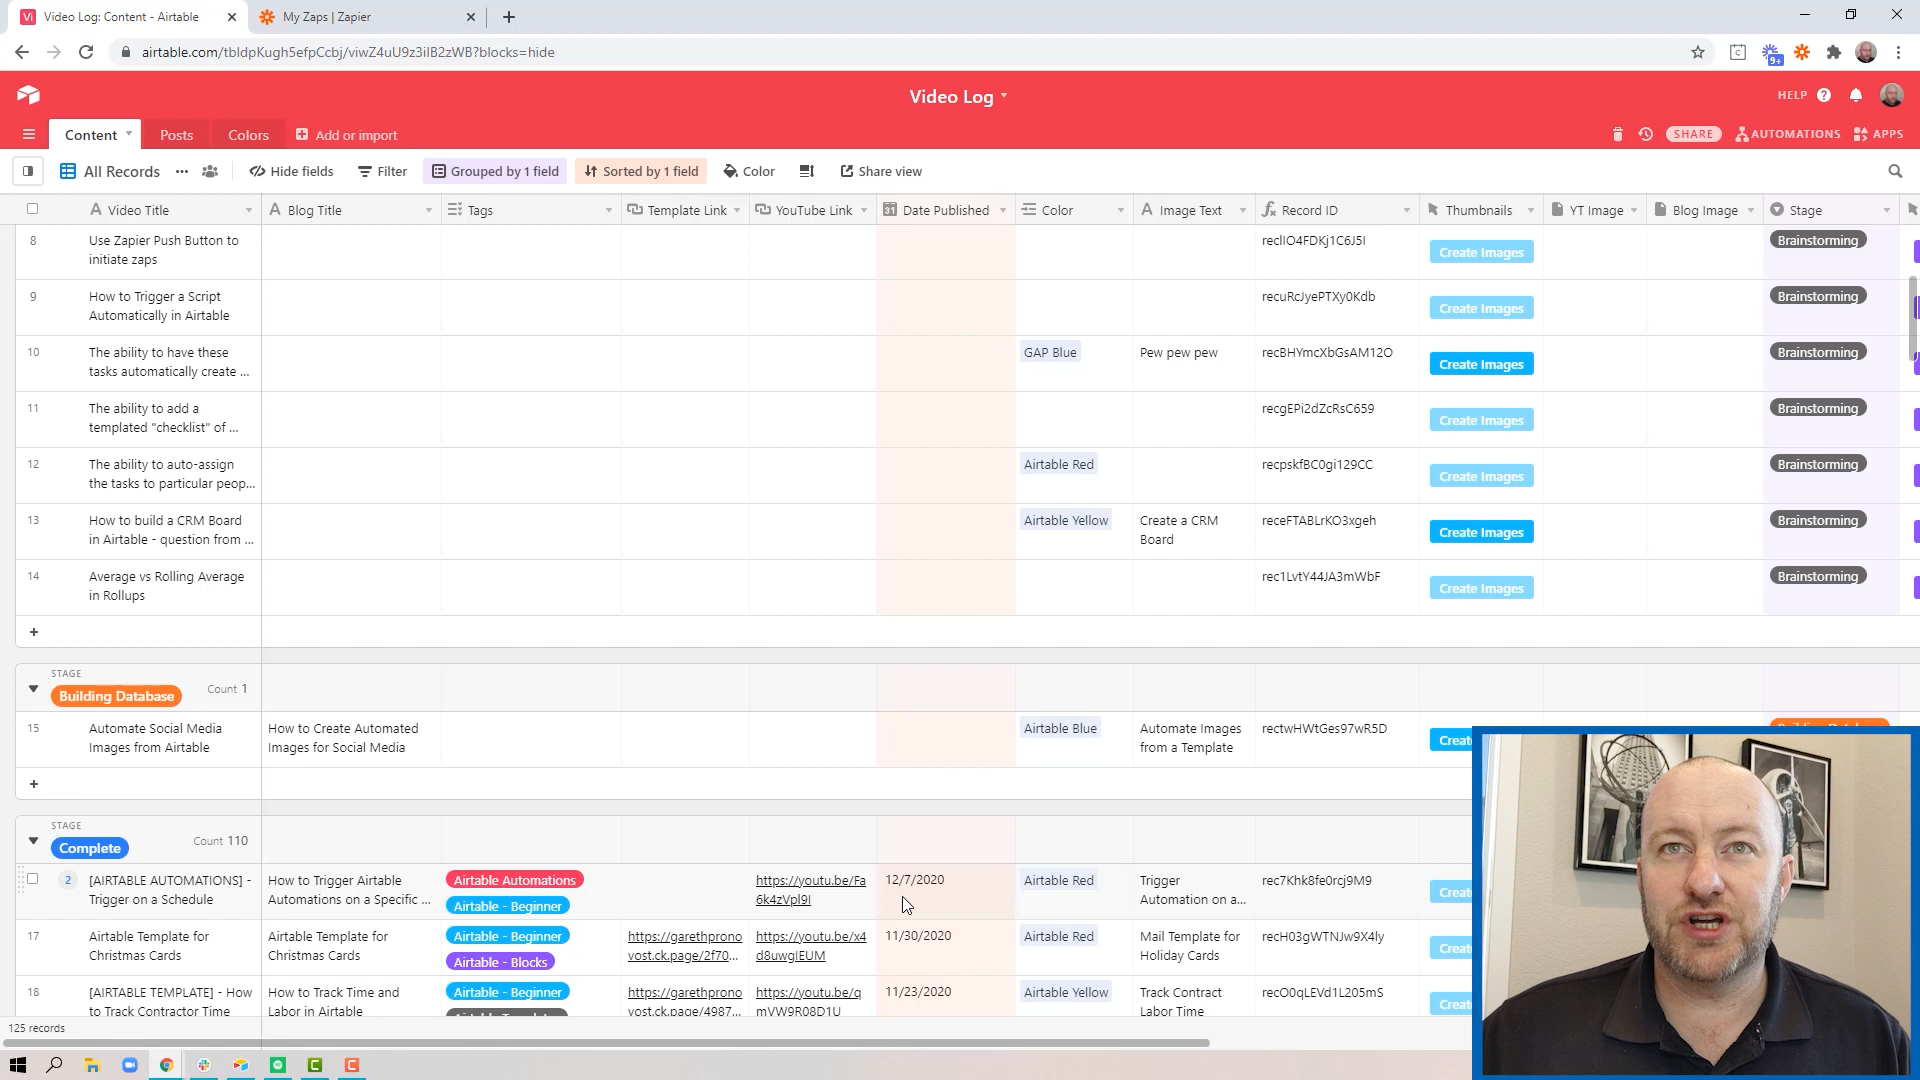 Video Log: Content - Airtable
My Zaps | Zapier
airtable.com/tbldpKugh5efpCcbj/viwZ4uU9z3iIB2zWB?blocks=hide
9+
Video Log
HELP
Content
Posts
Colors
Add or import
SHARE
AUTOMATIONS
APPS
All Records
Hide fields
Filter
Grouped by 1 field
Sorted by 1 field
Color
Share view
Video Title
Blog Title
Tags
Template Link
YouTube Link
Date Published
Color
Image Text
Record ID
Thumbnails
YT Image
Blog Image
Stage
8
Use Zapier Push Button to
initiate zaps
reclIO4FDKj1C6J5I
Create Images
Brainstorming
9
How to Trigger a Script
Automatically in Airtable
recuRcJyePTXy0Kdb
Create Images
Brainstorming
10
The ability to have these
tasks automatically create ...
GAP Blue
Pew pew pew
recBHYmcXbGsAM12O
Create Images
Brainstorming
11
The ability to add a
templated "checklist" of ...
recgEPi2dZcRsC659
Create Images
Brainstorming
12
The ability to auto-assign
the tasks to particular peop...
Airtable Red
recpskfBC0gi129CC
Create Images
Brainstorming
13
How to build a CRM Board
in Airtable - question from ...
Airtable Yellow
Create a CRM
Board
receFTABLrKO3xgeh
Create Images
Brainstorming
14
Average vs Rolling Average
in Rollups
rec1LvtY44JA3mWbF
Create Images
Brainstorming
STAGE
Building Database
Count 1
15
Automate Social Media
Images from Airtable
How to Create Automated
Images for Social Media
Airtable Blue
Automate Images
from a Template
rectwHWtGes97wR5D
Creat
Building Database
STAGE
Complete
Count 110
2
[AIRTABLE AUTOMATIONS] -
Trigger on a Schedule
How to Trigger Airtable
Automations on a Specific ...
Airtable Automations
Airtable - Beginner
https://youtu.be/Fa
6k4zVpl9I
12/7/2020
Airtable Red
Trigger
Automation on a...
rec7Khk8fe0rcj9M9
Creat
17
Airtable Template for
Christmas Cards
Airtable Template for
Christmas Cards
Airtable - Beginner
Airtable - Blocks
https://garethprono
vost.ck.page/2f70...
https://youtu.be/x4
d8uwgIEUM
11/30/2020
Airtable Red
Mail Template for
Holiday Cards
recH03gWTNJw9X4ly
Creat
18
[AIRTABLE TEMPLATE] - How
to Track Contractor Time
How to Track Time and
Labor in Airtable
Airtable - Beginner
https://garethprono
vost.ck.page/4987...
https://youtu.be/q
mVW9R08D1U
11/23/2020
Airtable Yellow
Track Contract
Labor Time
recO0qLEVd1L205mS
Creat
125 records